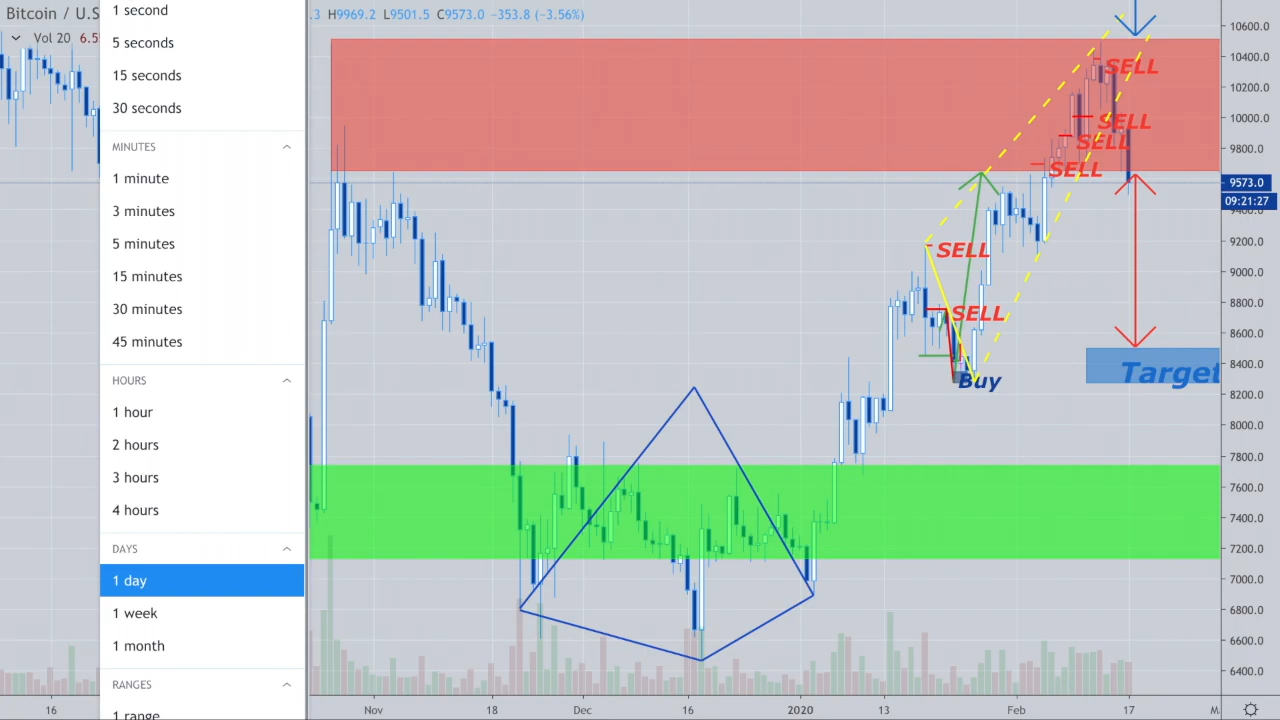 Bitcoin / U.S
.3 H9969.2 L9501.5 C9573.0 −353.8 (−3.56%)
Vol 20
1 second
5 seconds
15 seconds
30 seconds
MINUTES
1 minute
3 minutes
5 minutes
15 minutes
30 minutes
45 minutes
HOURS
1 hour
2 hours
3 hours
4 hours
DAYS
1 day
1 week
1 month
RANGES
1 range
SELL
SELL
SELL
SELL
SELL
SELL
Buy
Target
10600.0
10400.0
10200.0
10000.0
9800.0
9573.0
09:21:27
9400.0
9200.0
9000.0
8800.0
8600.0
8400.0
8200.0
8000.0
7800.0
7600.0
7400.0
7200.0
7000.0
6800.0
6600.0
6400.0
16 Nov 18 Dec 16 2020 13 Feb 17